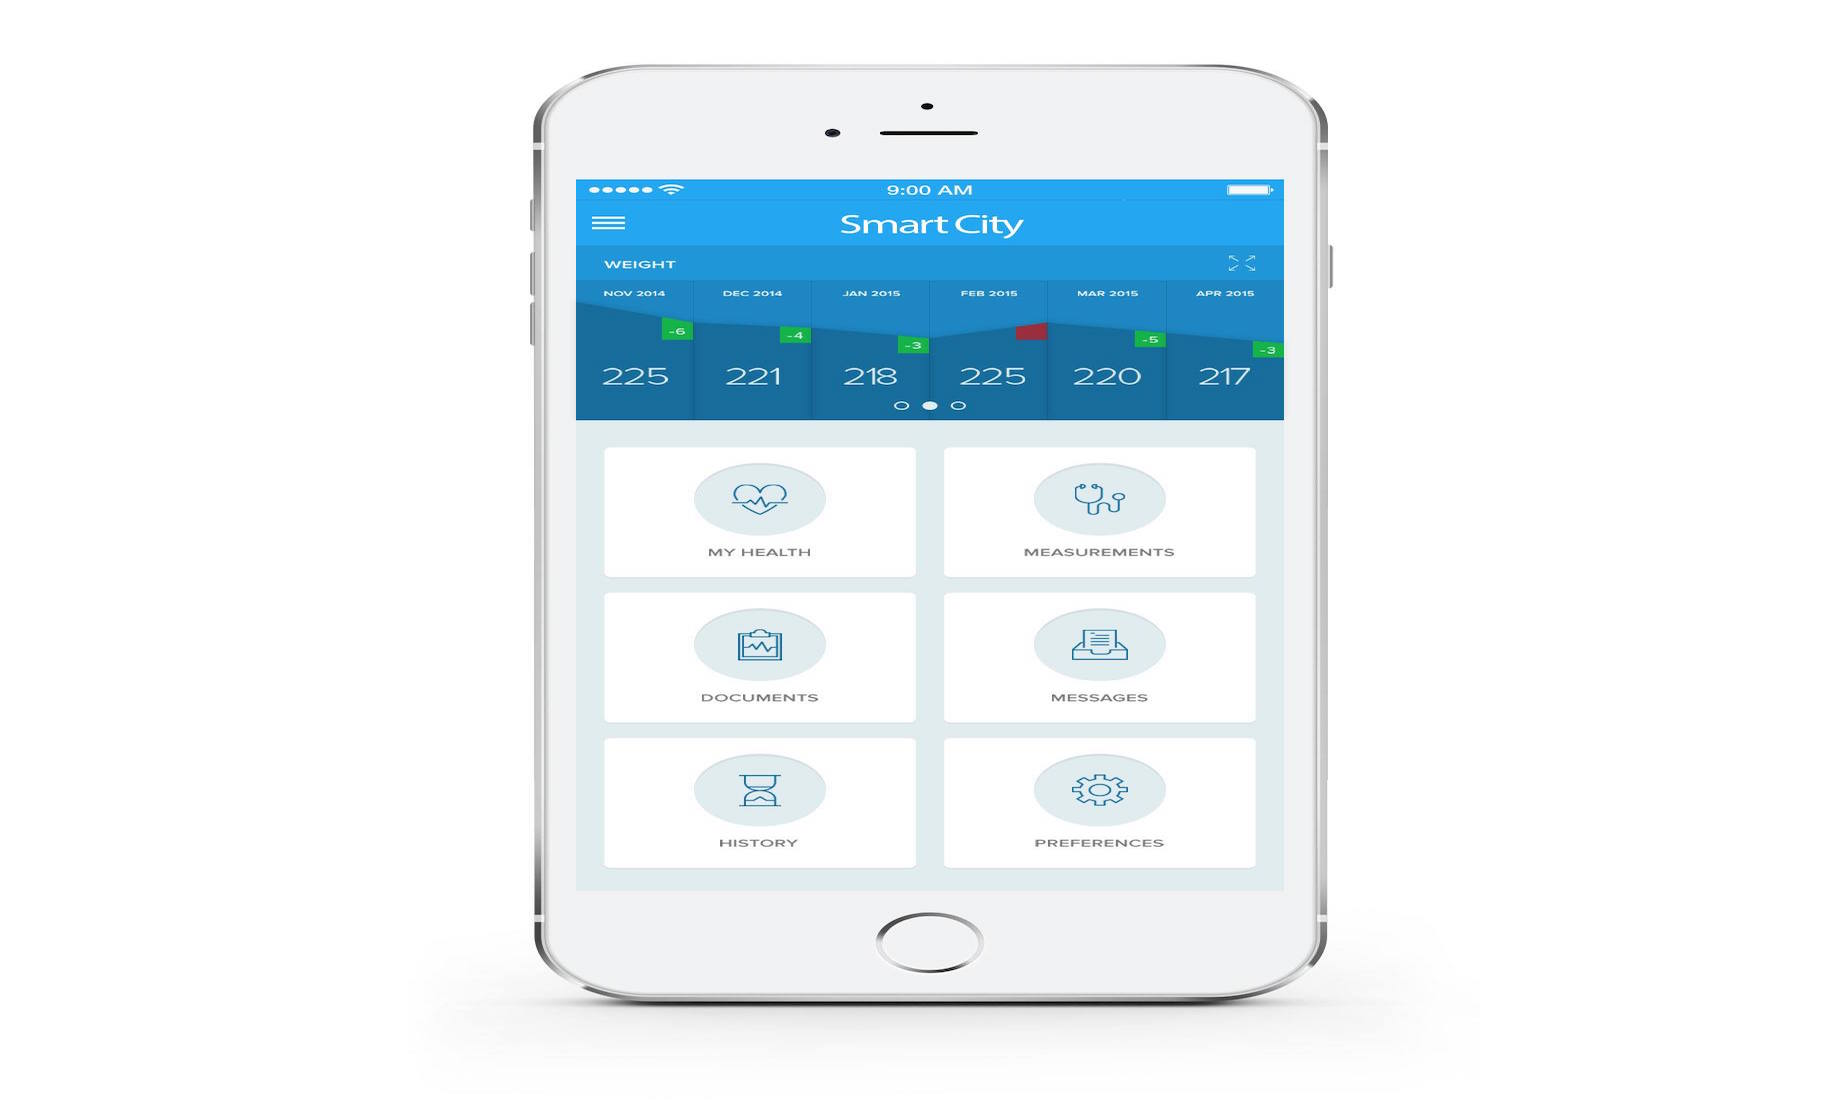 9:00 AM
Smart City
WEIGHT
NOV 2014 DEC 2014 JAN 2015 FEB 2015 MAR 2015 APR 2015
-6 -4 -3 -5 -3
225 221 218 225 220 217
MY HEALTH MEASUREMENTS
DOCUMENTS MESSAGES
HISTORY PREFERENCES